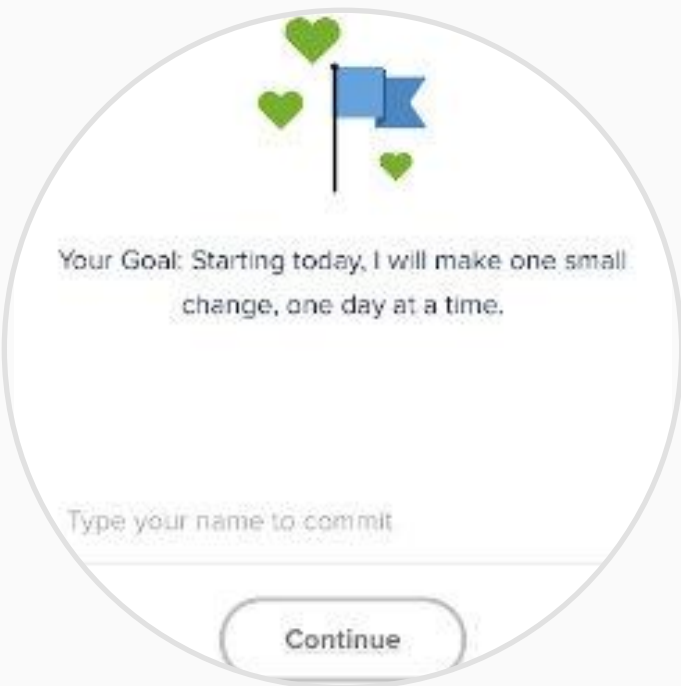 Your Goal: Starting today, I will make one small
change, one day at a time.
Type your name to commit
Continue